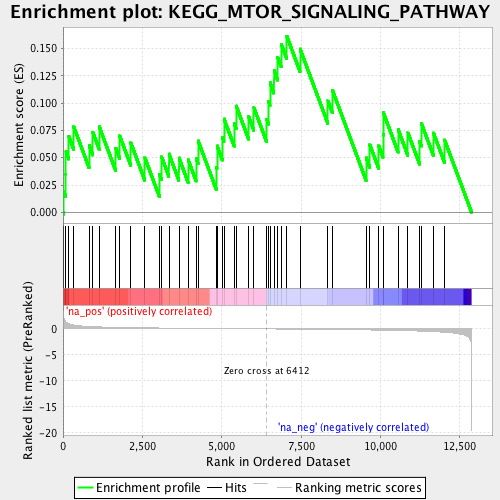 Enrichment plot: KEGG_MTOR_SIGNALING_PATHWAY
Enrichment score (ES)
0.150
0.125
0.100
0.075
0.050
0.025
0.000
'na_pos' (positively correlated)
Ranked list metric (PreRanked)
0
-5
-10
-15
-20
Zero cross at 6412
'na_neg' (negatively correlated)
0
2,500
5,000
7,500
10,000
12,500
Rank in Ordered Dataset
Enrichment profile
Hits
Ranking metric scores